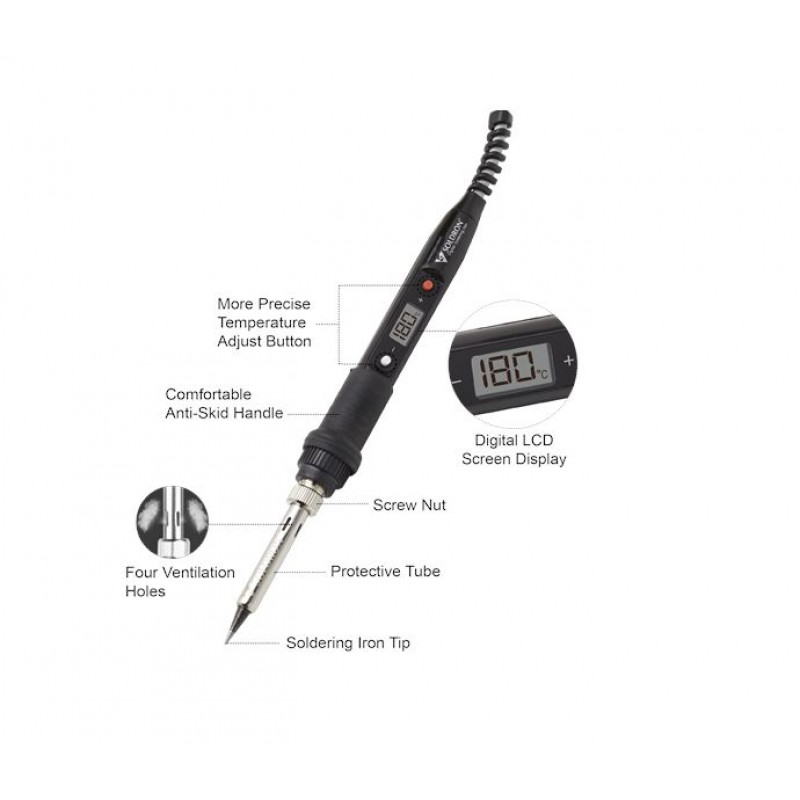 SOLDRON
More Precise
Temperature
Adjust Button
+
180
-
180 °C
- +
Digital LCD
Screen Display
Comfortable
Anti-Skid Handle
Screw Nut
Four Ventilation
Holes
Protective Tube
Soldering Iron Tip